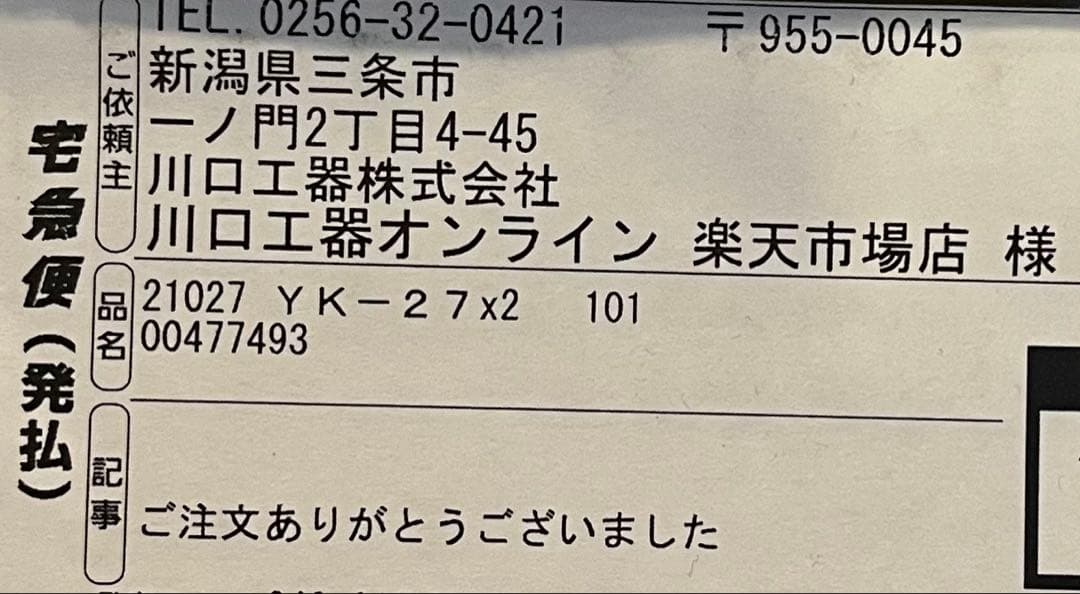 TEL. 0256-32-0421 〒955-0045
ご依頼主
新潟県三条市
一ノ門2丁目4-45
川口工器株式会社
川口工器オンライン 楽天市場店 様
宅急便(発払)
品名
21027 YK-27x2 101
00477493
記事
ご注文ありがとうございました